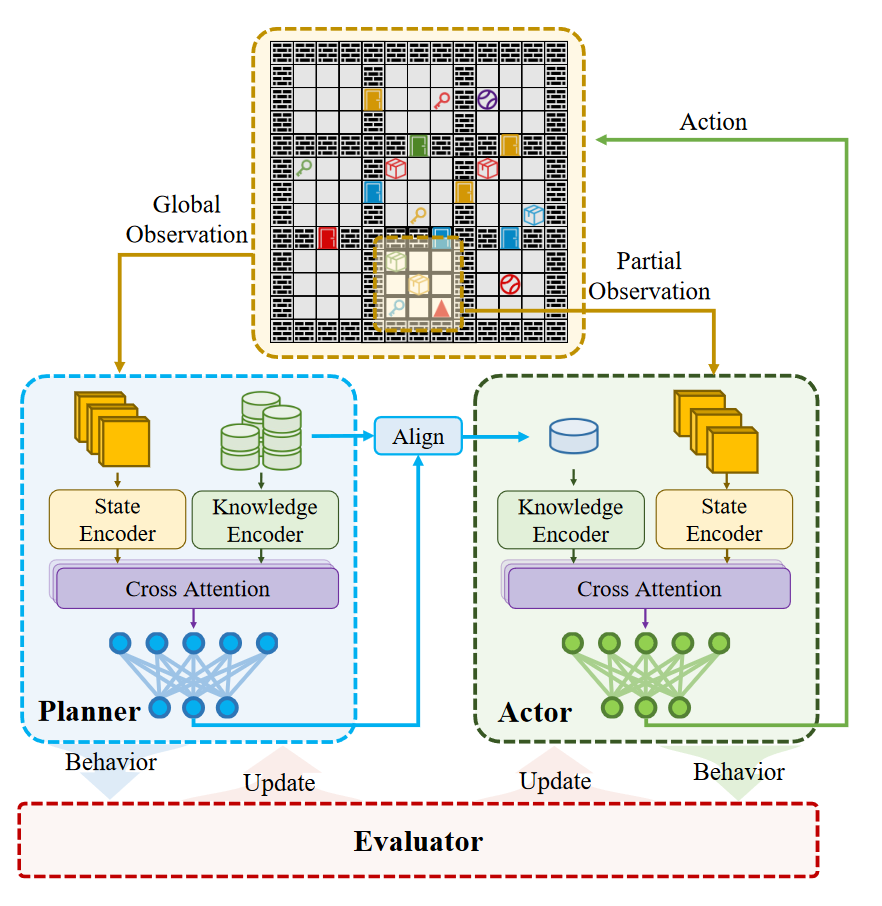 Action
Global
Observation
Partial
Observation
Align
State
Encoder
Knowledge
Encoder
Knowledge
Encoder
State
Encoder
Cross Attention
Cross Attention
Planner
Actor
Behavior
Update
Update
Behavior
Evaluator